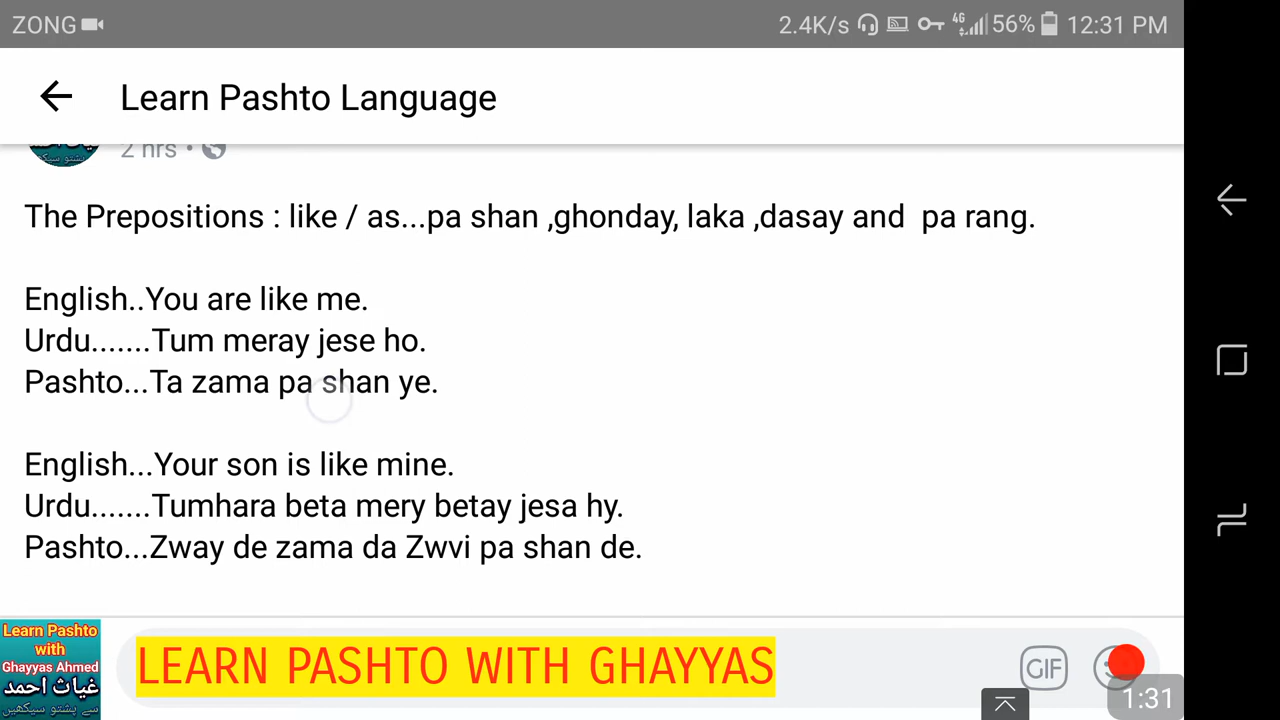 ZONG 2.4K/s 4G 56% 12:31 PM
Learn Pashto Language
2 hrs •
The Prepositions : like / as...pa shan ,ghonday, laka ,dasay and pa rang.
English..You are like me.
Urdu.......Tum meray jese ho.
Pashto...Ta zama pa shan ye.
English...Your son is like mine.
Urdu.......Tumhara beta mery betay jesa hy.
Pashto...Zway de zama da Zwvi pa shan de.
Learn Pashto
with
Ghayyas Ahmed
غیاث احمد
سے پشتو سیکھیں
LEARN PASHTO WITH GHAYYAS
GIF
1:31